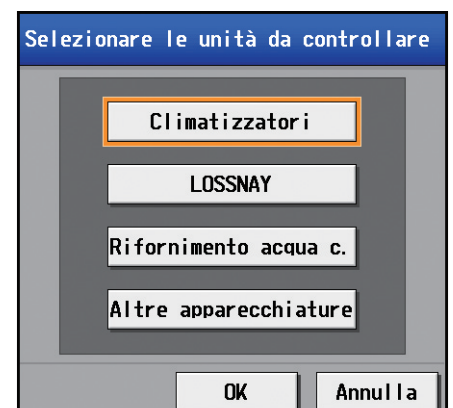 Selezionare le unità da controllare
Climatizzatori
LOSSNAY
Rifornimento acqua c.
Altre apparecchiature
OK Annulla